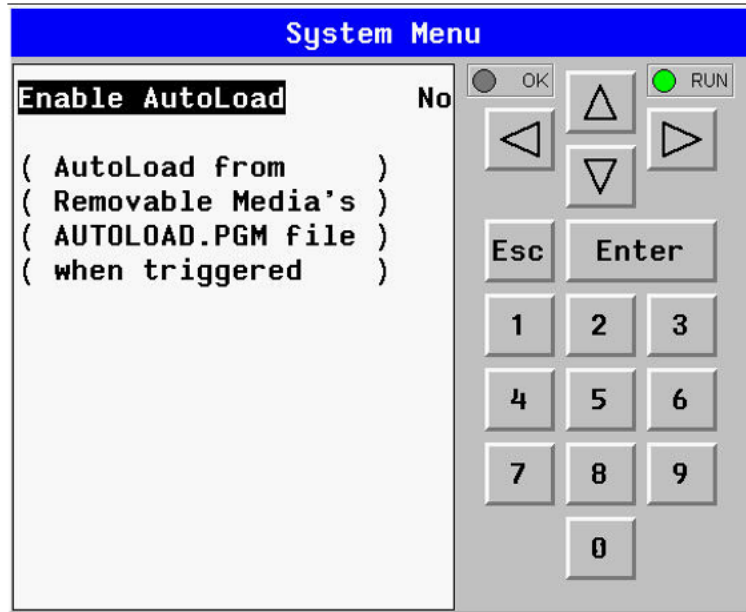 System Menu
Enable AutoLoad No
( AutoLoad from )
( Removable Media's )
( AUTOLOAD.PGM file )
( when triggered )
OK
RUN
Esc Enter
1 2 3
4 5 6
7 8 9
0